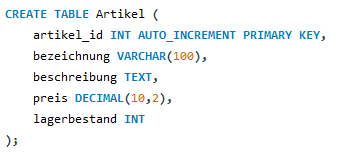 CREATE TABLE Artikel (
    artikel_id INT AUTO_INCREMENT PRIMARY KEY,
    bezeichnung VARCHAR(100),
    beschreibung TEXT,
    preis DECIMAL(10,2),
    lagerbestand INT
);